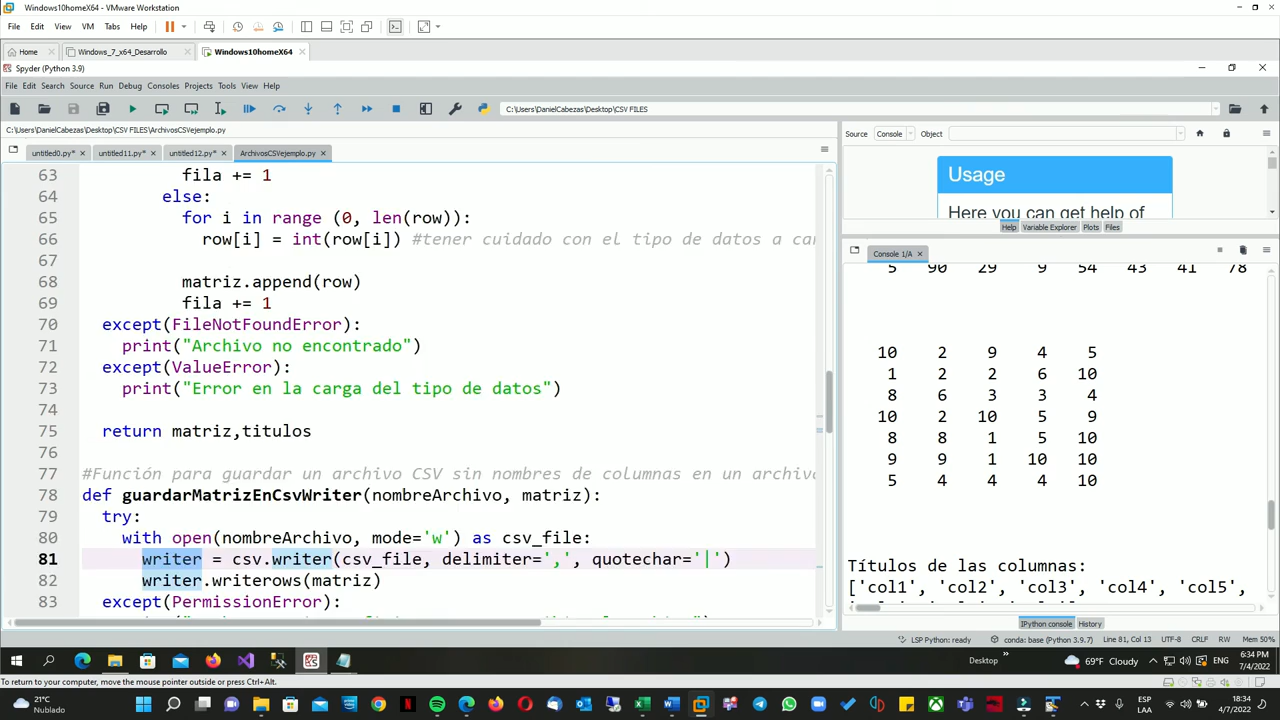 Windows10homeX64 - VMware Workstation
File Edit View VM Tabs Help
Home Windows_7_x64_Desarrollo Windows10homeX64
Spyder (Python 3.9)
File Edit Search Source Run Debug Consoles Projects Tools View Help
C:\Users\DanielCabezas\Desktop\CSV FILES
C:\Users\DanielCabezas\Desktop\CSV FILES\ArchivosCSVejemplo.py
untitled0.py* untitled11.py* untitled12.py* ArchivosCSVejemplo.py
63 fila += 1
64 else:
65 for i in range (0, len(row)):
66 row[i] = int(row[i]) #tener cuidado con el tipo de datos a ca
67
68 matriz.append(row)
69 fila += 1
70 except(FileNotFoundError):
71 print("Archivo no encontrado")
72 except(ValueError):
73 print("Error en la carga del tipo de datos")
74
75 return matriz,titulos
76
77 #Función para guardar un archivo CSV sin nombres de columnas en un archivo
78 def guardarMatrizEnCsvWriter(nombreArchivo, matriz):
79 try:
80 with open(nombreArchivo, mode='w') as csv_file:
81 writer = csv.writer(csv_file, delimiter=',', quotechar='|')
82 writer.writerows(matriz)
83 except(PermissionError):
Source Console Object
Usage
Here you can get help of
Help Variable Explorer Plots Files
Console 1/A
5 90 29 9 54 43 41 78
10 2 9 4 5
1 2 2 6 10
8 6 3 3 4
10 2 10 5 9
8 8 1 5 10
9 9 1 10 10
5 4 4 4 10
Títulos de las columnas:
['col1', 'col2', 'col3', 'col4', 'col5',
IPython console History
LSP Python: ready conda: base (Python 3.9.7) Line 81, Col 13 UTF-8 CRLF RW Mem 50%
Desktop 69°F Cloudy ENG 6:34 PM
7/4/2022
To return to your computer, move the mouse pointer outside or press Ctrl+Alt.
21°C
Nublado
ESP
LAA
18:34
4/7/2022